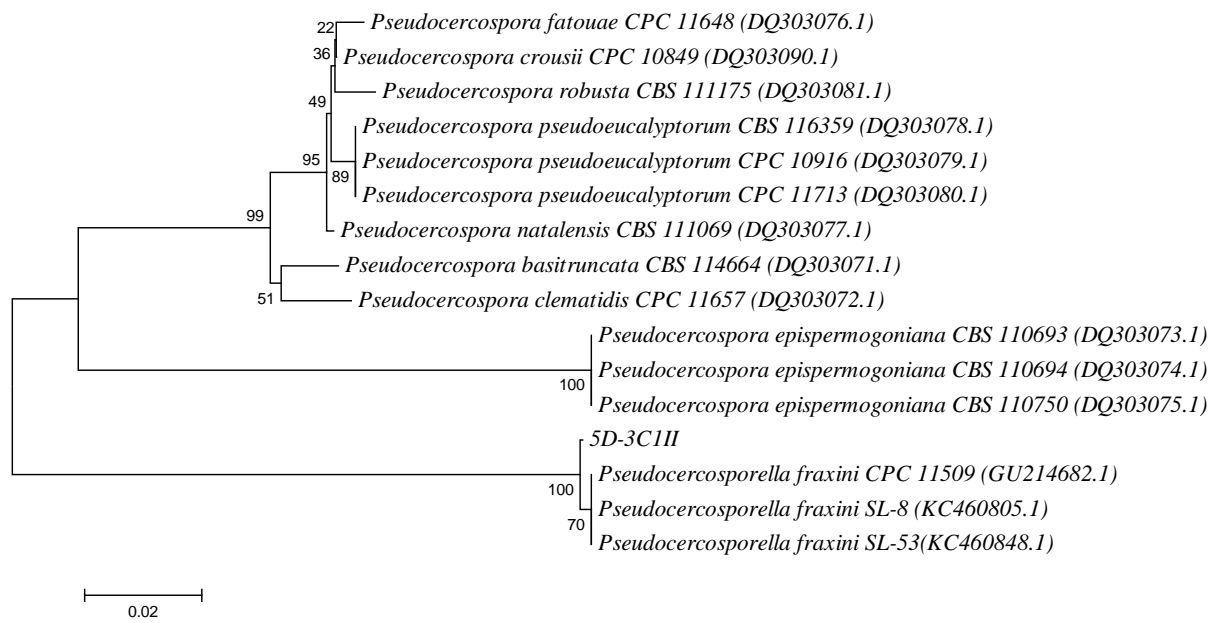 22
Pseudocercospora fatouae CPC 11648 (DQ303076.1)
36
Pseudocercospora crousii CPC 10849 (DQ303090.1)
Pseudocercospora robusta CBS 111175 (DQ303081.1)
49
Pseudocercospora pseudoeucalyptorum CBS 116359 (DQ303078.1)
95
Pseudocercospora pseudoeucalyptorum CPC 10916 (DQ303079.1)
89
Pseudocercospora pseudoeucalyptorum CPC 11713 (DQ303080.1)
99
Pseudocercospora natalensis CBS 111069 (DQ303077.1)
Pseudocercospora basitruncata CBS 114664 (DQ303071.1)
51
Pseudocercospora clematidis CPC 11657 (DQ303072.1)
Pseudocercospora epispermogoniana CBS 110693 (DQ303073.1)
Pseudocercospora epispermogoniana CBS 110694 (DQ303074.1)
100
Pseudocercospora epispermogoniana CBS 110750 (DQ303075.1)
5D-3C1II
Pseudocercosporella fraxini CPC 11509 (GU214682.1)
100
Pseudocercosporella fraxini SL-8 (KC460805.1)
70
Pseudocercosporella fraxini SL-53(KC460848.1)
0.02